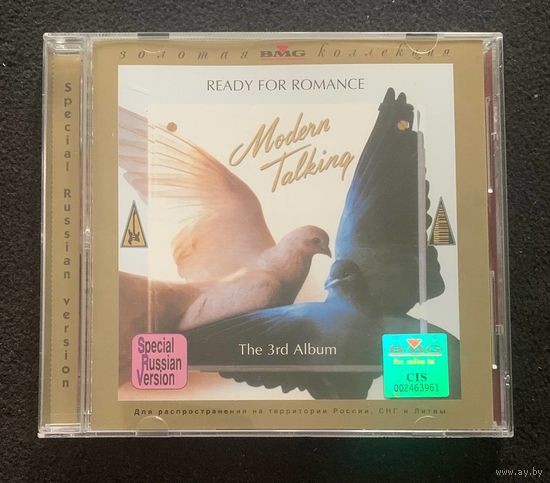 золотая BMG коллекция
READY FOR ROMANCE
Modern
Talking
The 3rd Album
Special
Russian
Version
BMG
CIS
002463961
Для распространения на территории России, СНГ и Литвы
Special Russian version
www.ay.by